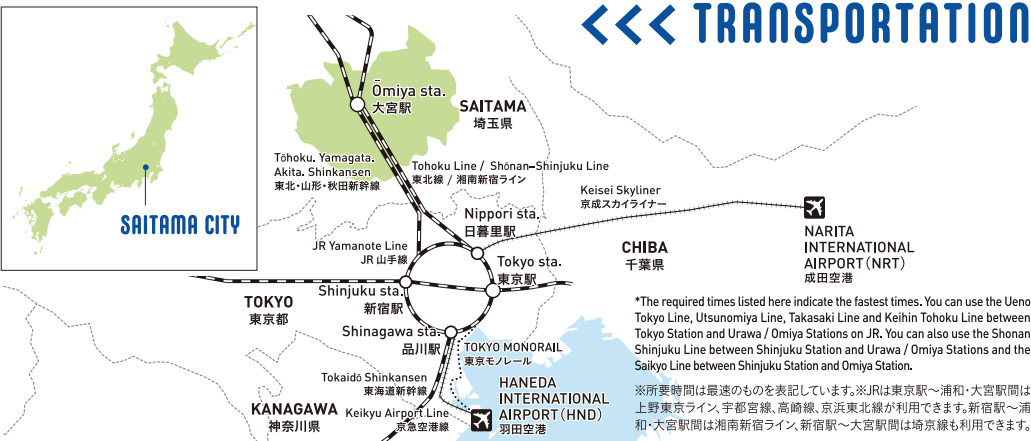 <<< TRANSPORTATION
SAITAMA CITY
Ōmiya sta.
大宮駅
SAITAMA
埼玉県
Tōhoku. Yamagata.
Akita. Shinkansen
東北・山形・秋田新幹線
Tohoku Line / Shōnan–Shinjuku Line
東北線 / 湘南新宿ライン
Keisei Skyliner
京成スカイライナー
Nippori sta.
日暮里駅
NARITA
INTERNATIONAL
AIRPORT (NRT)
成田空港
JR Yamanote Line
JR 山手線
CHIBA
千葉県
Tokyo sta.
東京駅
Shinjuku sta.
新宿駅
TOKYO
東京都
Shinagawa sta.
品川駅
TOKYO MONORAIL
東京モノレール
Tokaidō Shinkansen
東海道新幹線
HANEDA
INTERNATIONAL
AIRPORT (HND)
羽田空港
KANAGAWA
神奈川県
Keikyu Airport Line
京急空港線
*The required times listed here indicate the fastest times. You can use the Ueno
Tokyo Line, Utsunomiya Line, Takasaki Line and Keihin Tohoku Line between
Tokyo Station and Urawa / Omiya Stations on JR. You can also use the Shonan
Shinjuku Line between Shinjuku Station and Urawa / Omiya Stations and the
Saikyo Line between Shinjuku Station and Omiya Station.
※所要時間は最速のものを表記しています。※JRは東京駅～浦和・大宮駅間は
上野東京ライン、宇都宮線、高崎線、京浜東北線が利用できます。新宿駅～浦
和・大宮駅間は湘南新宿ライン、新宿駅～大宮駅間は埼京線も利用できます。